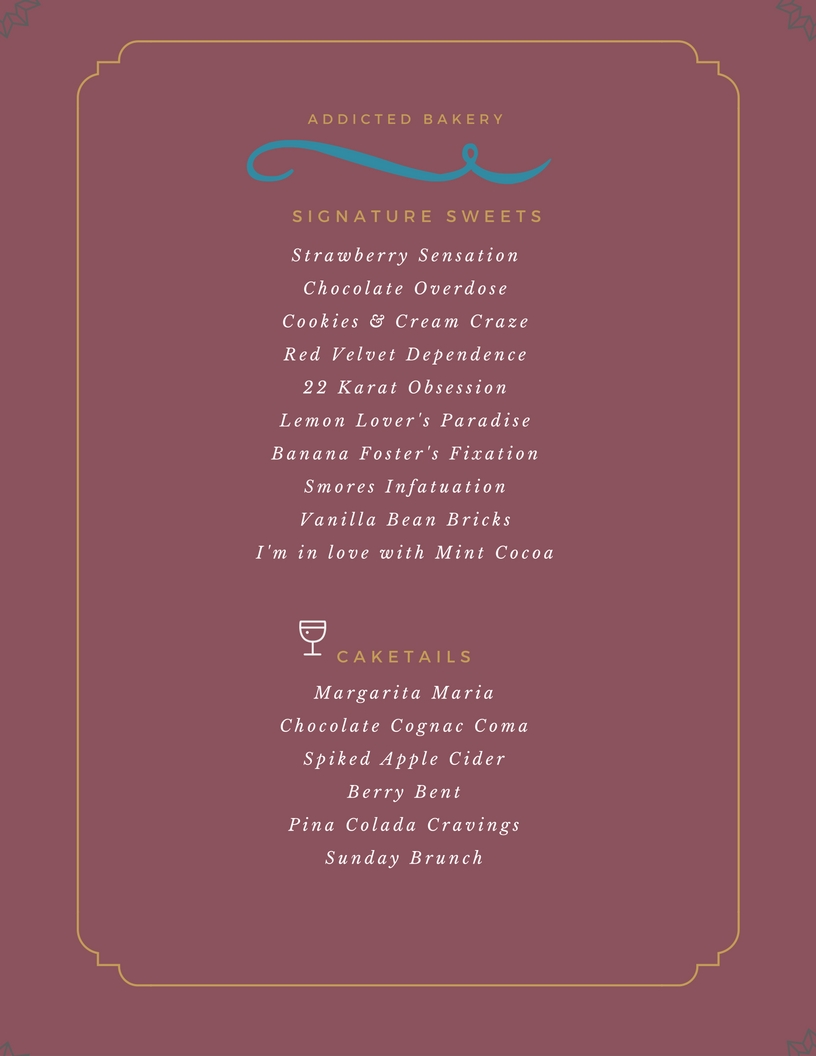 ADDICTED BAKERY
SIGNATURE SWEETS
Strawberry Sensation
Chocolate Overdose
Cookies & Cream Craze
Red Velvet Dependence
22 Karat Obsession
Lemon Lover's Paradise
Banana Foster's Fixation
Smores Infatuation
Vanilla Bean Bricks
I'm in love with Mint Cocoa
CAKETAILS
Margarita Maria
Chocolate Cognac Coma
Spiked Apple Cider
Berry Bent
Pina Colada Cravings
Sunday Brunch